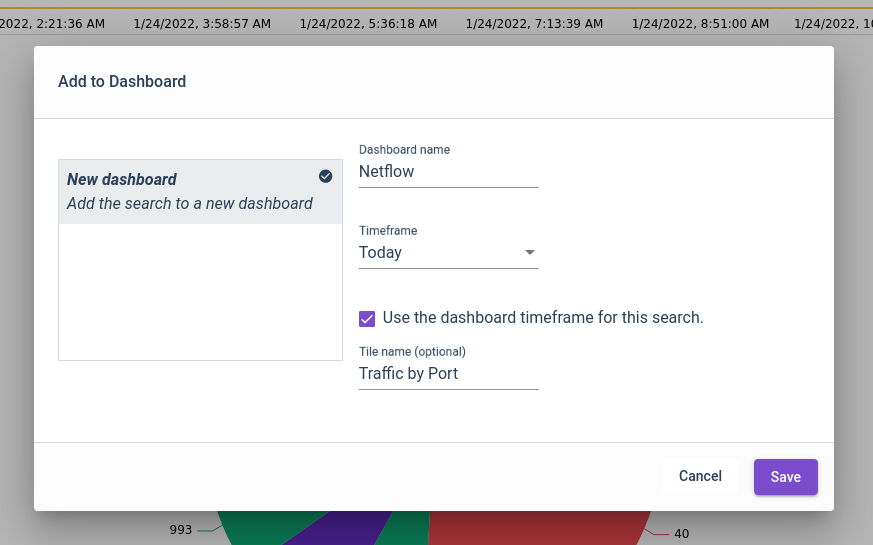 2022, 2:21:36 AM 1/24/2022, 3:58:57 AM 1/24/2022, 5:36:18 AM 1/24/2022, 7:13:39 AM 1/24/2022, 8:51:00 AM 1/24/2022, 10
Add to Dashboard
New dashboard
Add the search to a new dashboard
Dashboard name
Netflow
Timeframe
Today
Use the dashboard timeframe for this search.
Tile name (optional)
Traffic by Port
Cancel Save
993 40